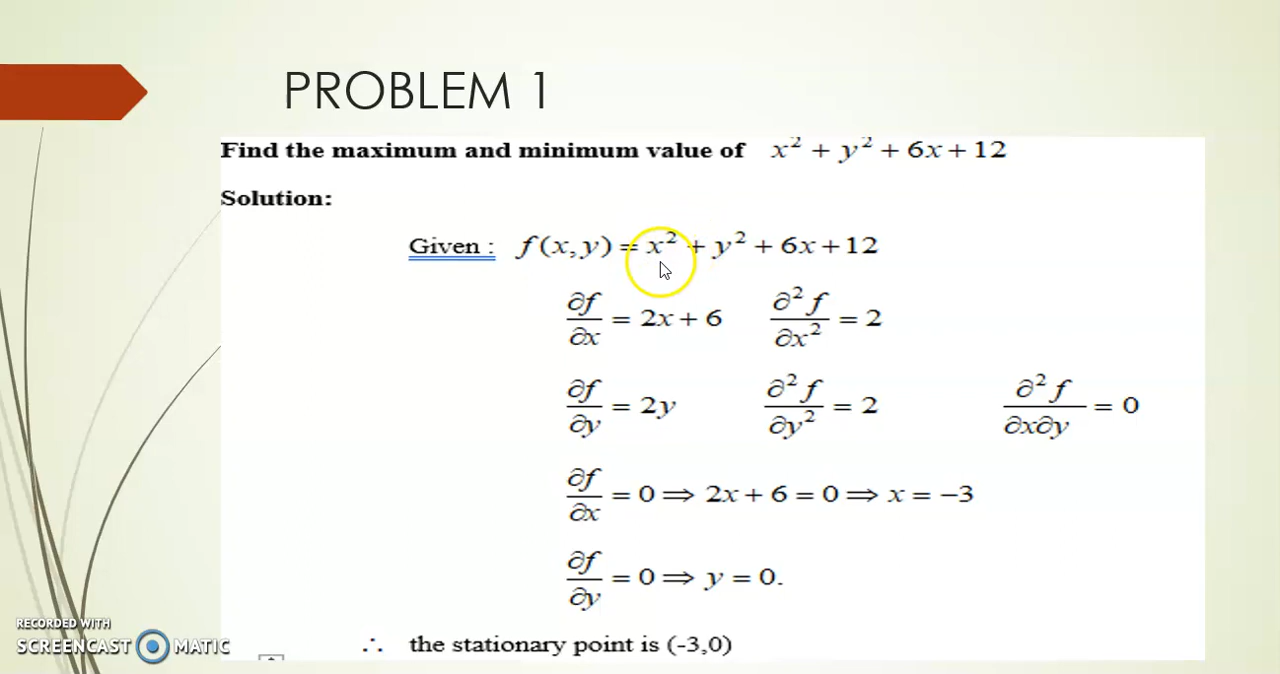 PROBLEM 1
Find the maximum and minimum value of x² + y² + 6x + 12
Solution:
Given : f(x, y) = x² + y² + 6x + 12
∂f/∂x = 2x + 6 ∂²f/∂x² = 2
∂f/∂y = 2y ∂²f/∂y² = 2 ∂²f/∂x∂y = 0
∂f/∂x = 0 ⇒ 2x + 6 = 0 ⇒ x = −3
∂f/∂y = 0 ⇒ y = 0.
∴ the stationary point is (-3,0)
RECORDED WITH
SCREENCAST MATIC